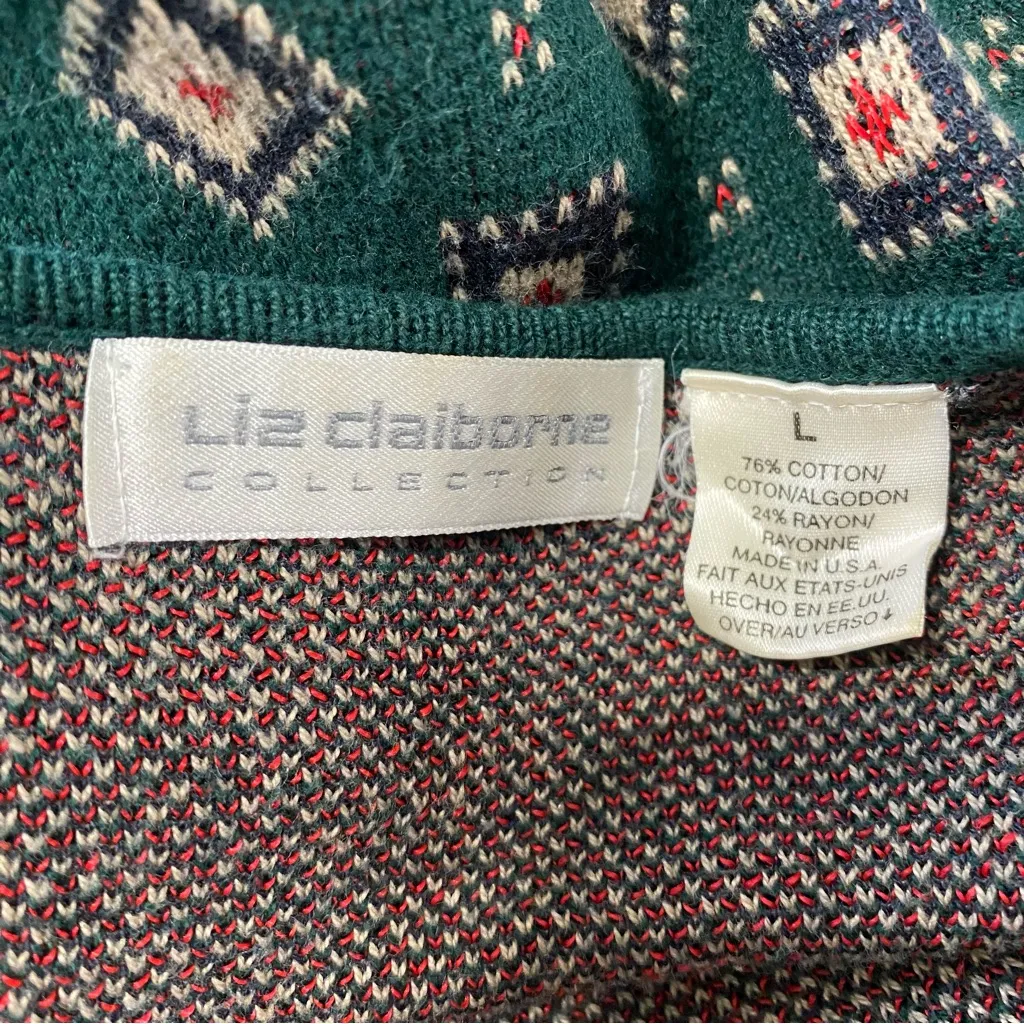 Liz claiborne
COLLECTION
L
76% COTTON/
COTON/ALGODON
24% RAYON/
RAYONNE
MADE IN U.S.A.
FAIT AUX ETATS-UNIS
HECHO EN EE.UU.
OVER/AU VERSO↓